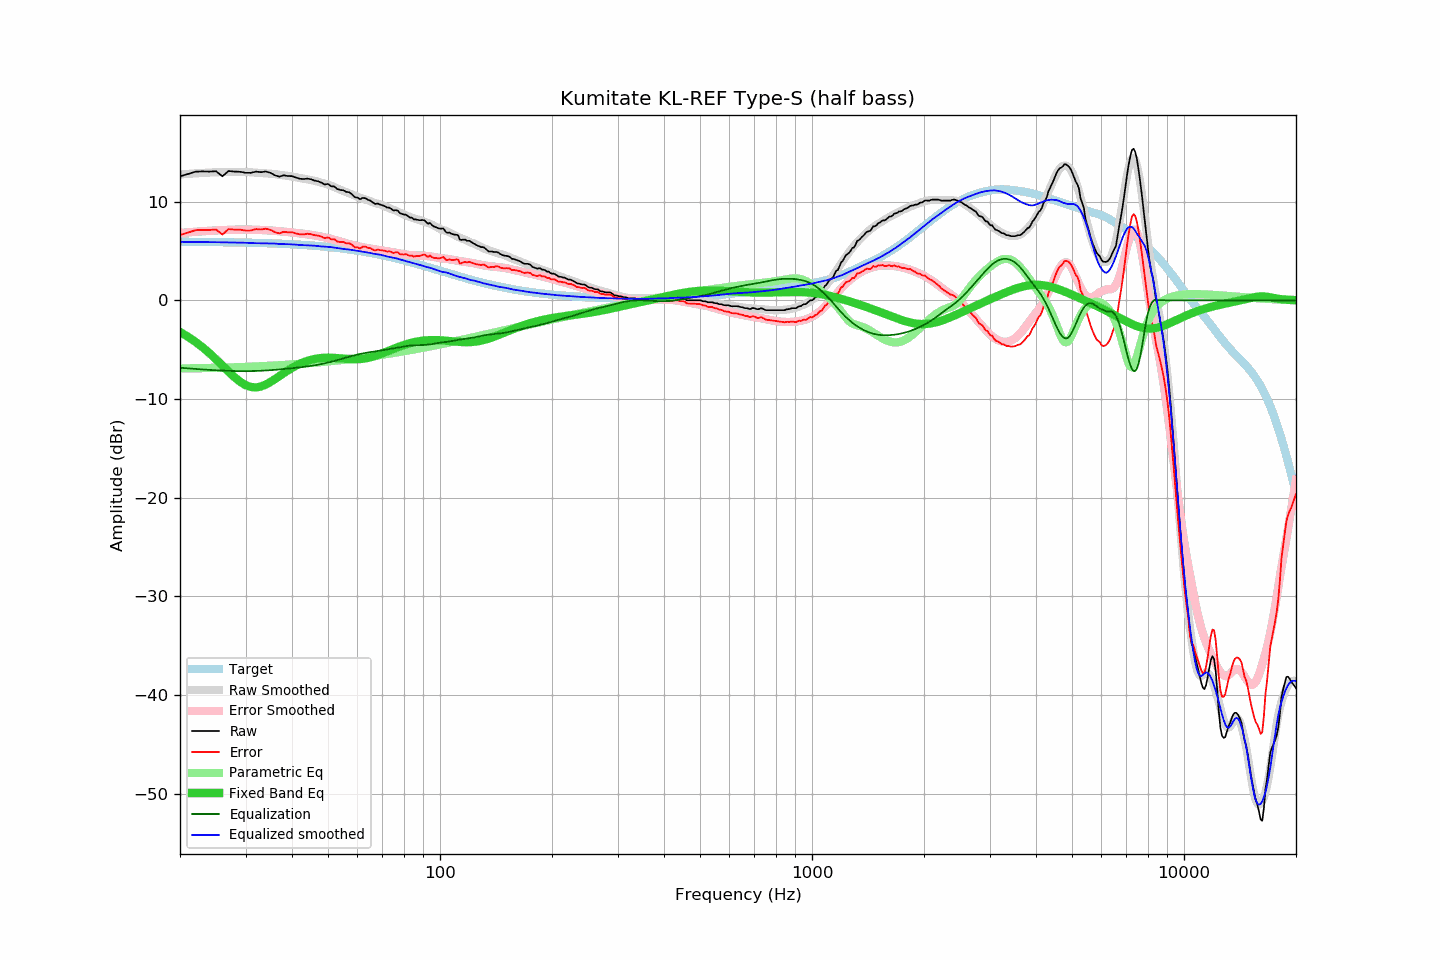 Kumitate KL-REF Type-S (half bass)
10
0
−10
−20
−30
−40
−50
Amplitude (dBr)
Target
Raw Smoothed
Error Smoothed
Raw
Error
Parametric Eq
Fixed Band Eq
Equalization
Equalized smoothed
100
1000
10000
Frequency (Hz)